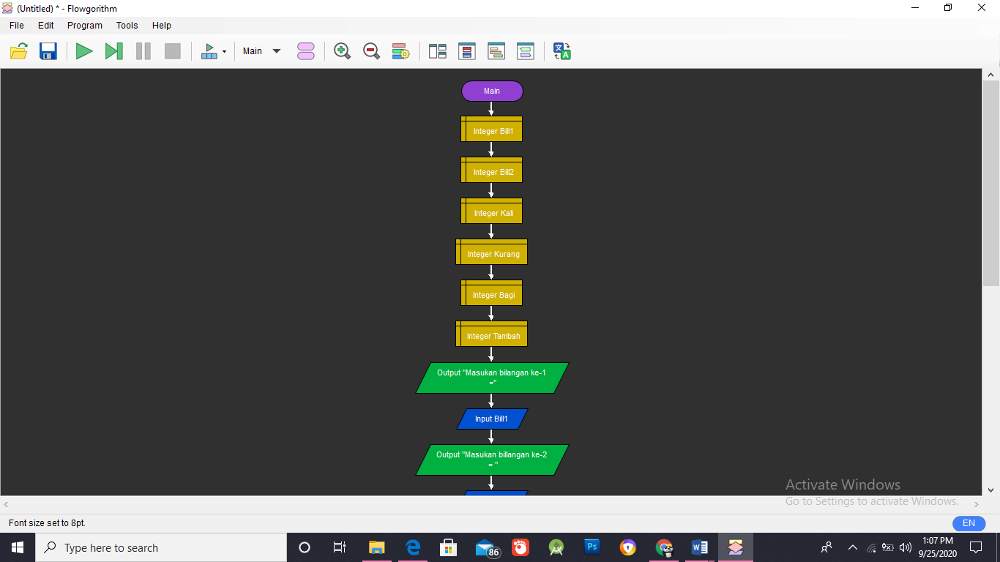 (Untitled) * - Flowgorithm
File Edit Program Tools Help
Main
Main
Integer Bill1
Integer Bill2
Integer Kali
Integer Kurang
Integer Bagi
Integer Tambah
Output "Masukan bilangan ke-1
="
Input Bill1
Output "Masukan billangan ke-2
= "
Activate Windows
Go to Settings to activate Windows.
Font size set to 8pt.
EN
Type here to search
86
Ps
1:07 PM
9/25/2020